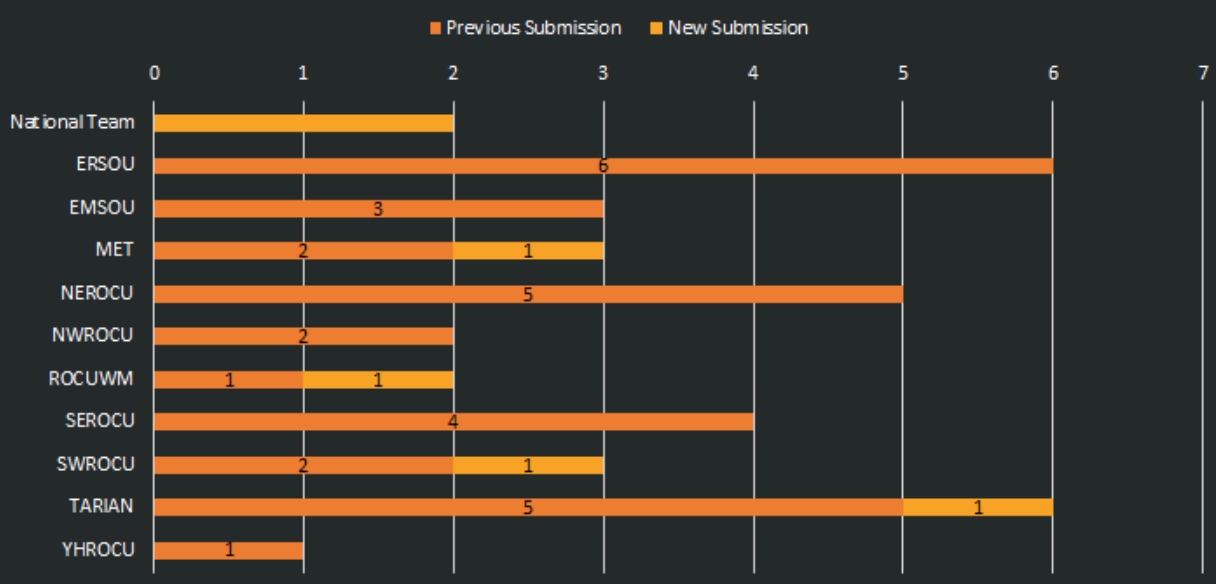 Previous Submission New Submission
0 1 2 3 4 5 6 7
National Team
ERSOU 6
EMSOU 3
MET 2 1
NEROCU 5
NWROCU 2
ROCUWM 1 1
SEROCU 4
SWROCU 2 1
TARIAN 5 1
YHROCU 1